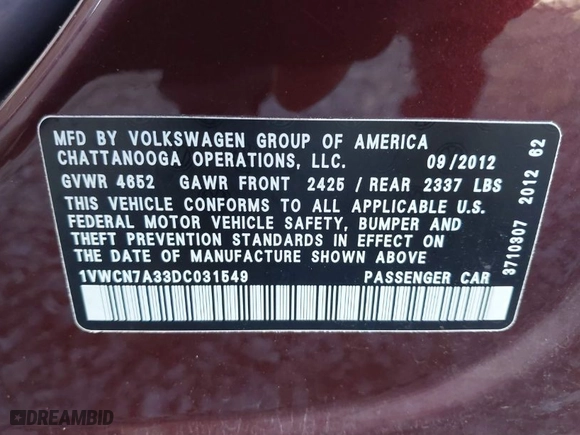 MFD BY VOLKSWAGEN GROUP OF AMERICA
CHATTANOOGA OPERATIONS, LLC. 09/2012
GVWR 4652 GAWR FRONT 2425 / REAR 2337 LBS
THIS VEHICLE CONFORMS TO ALL APPLICABLE U.S.
FEDERAL MOTOR VEHICLE SAFETY, BUMPER AND
THEFT PREVENTION STANDARDS IN EFFECT ON
THE DATE OF MANUFACTURE SHOWN ABOVE
1VWCN7A33DC031549 PASSENGER CAR
3710307 2012 62
DREAMBID